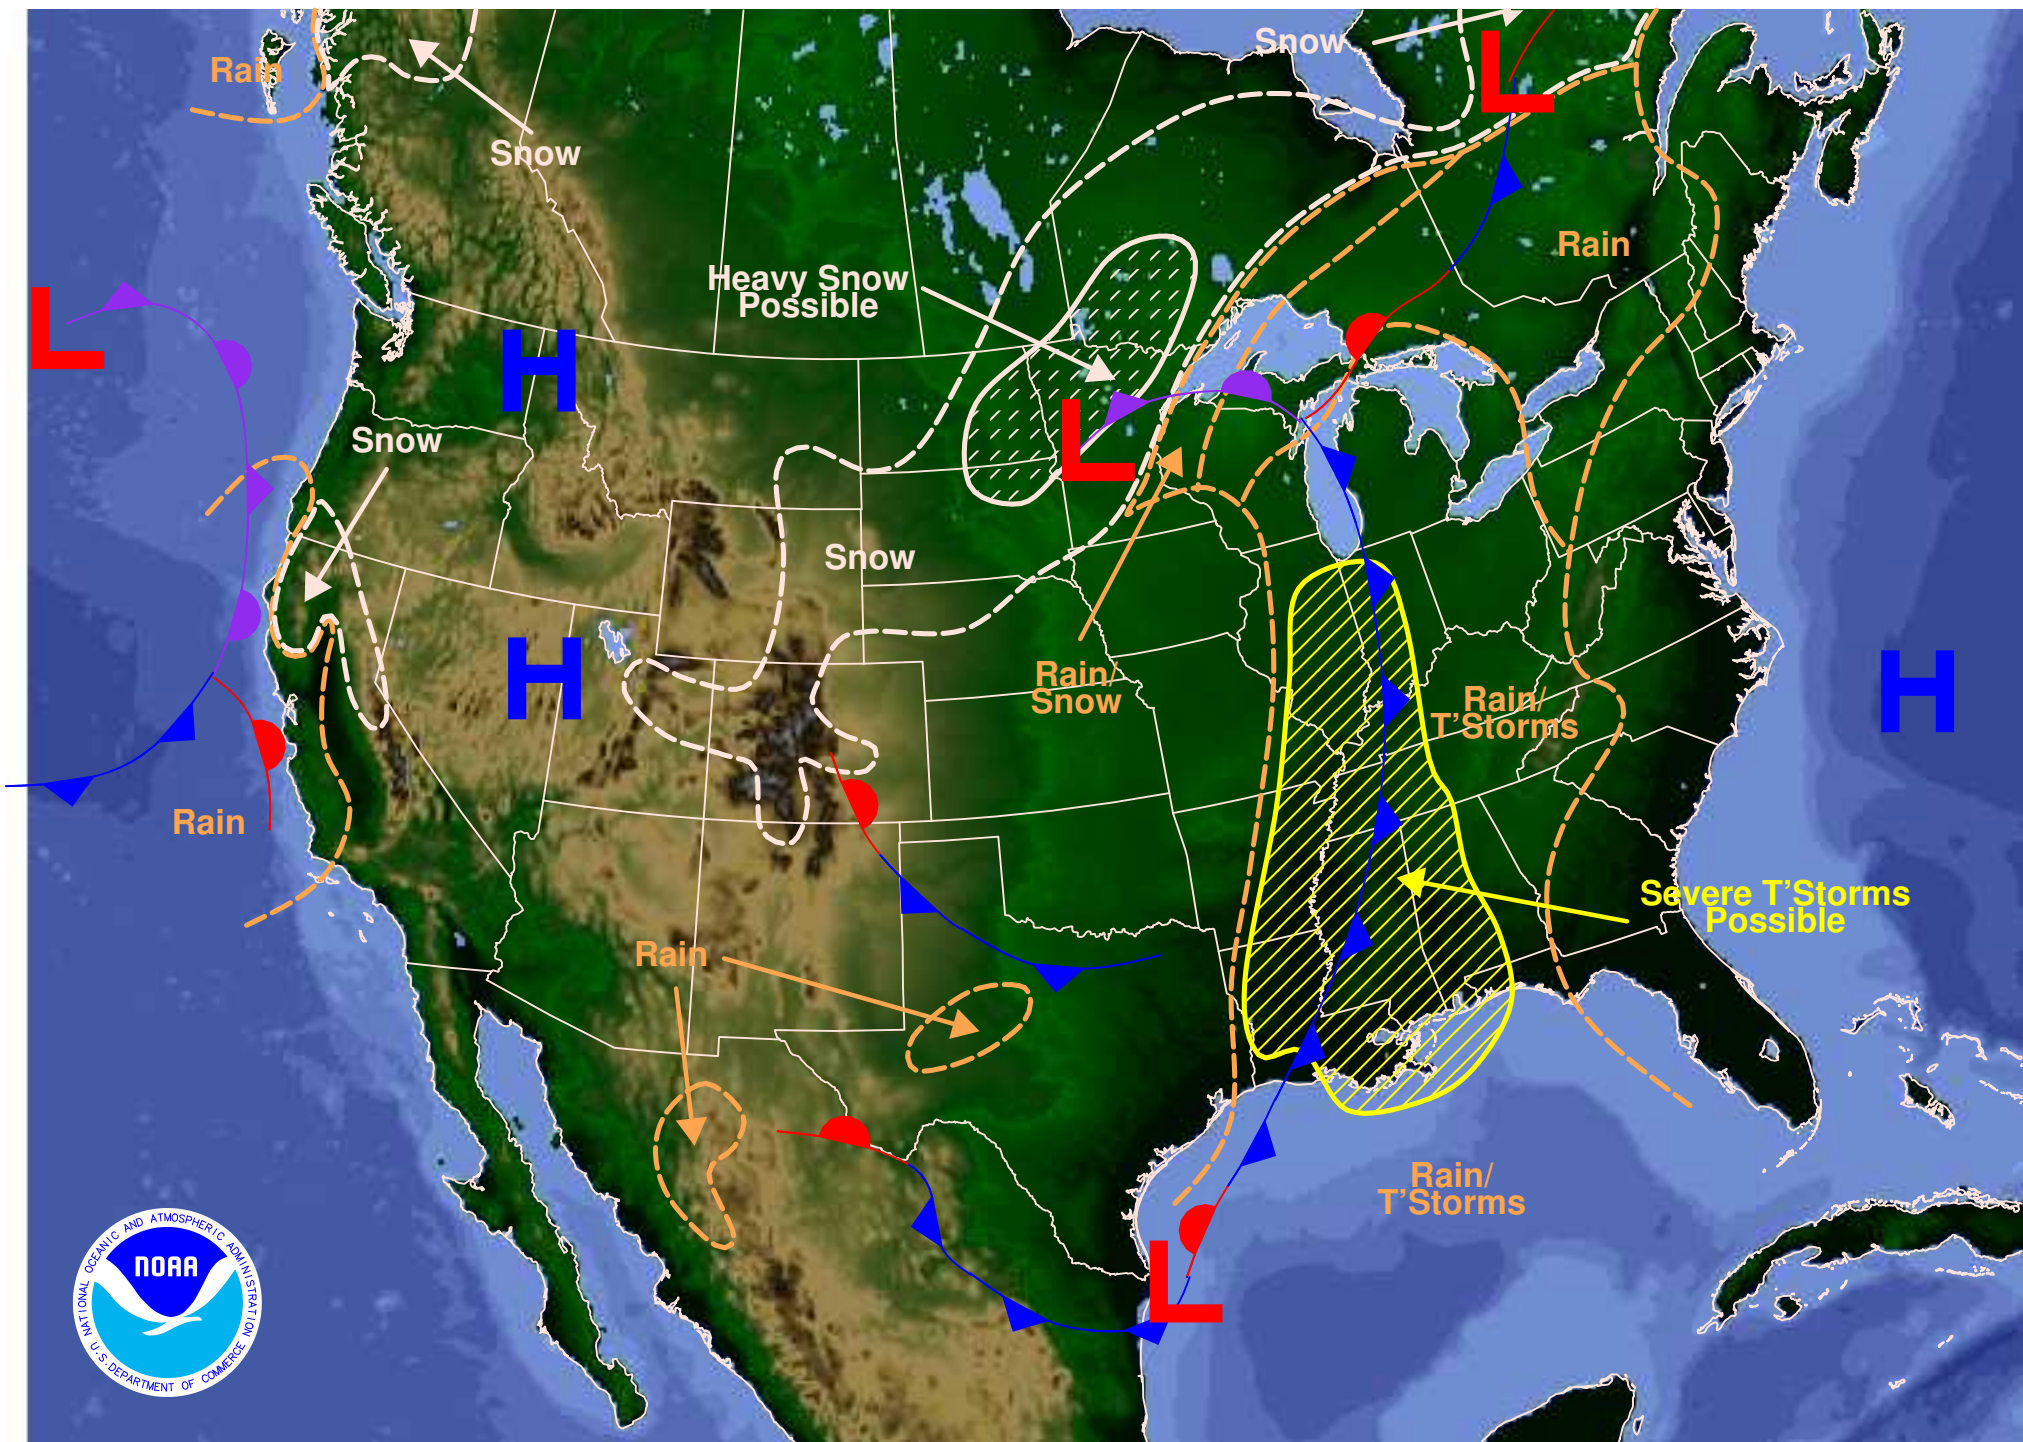 Snow
Rain
L
Snow
Rain
Heavy Snow
Possible
L
H
L
Snow
Snow
H
Rain/
Snow
Rain/
T'Storms
H
Rain
Severe T'Storms
Possible
Rain
Rain/
T'Storms
L
NATIONAL OCEANIC AND ATMOSPHERIC ADMINISTRATION
NOAA
U.S. DEPARTMENT OF COMMERCE